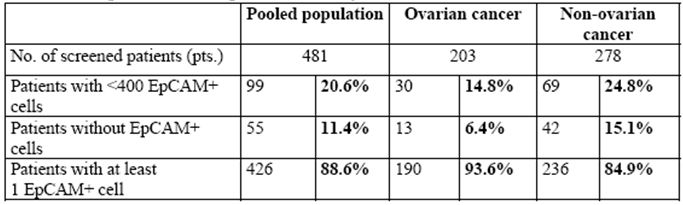 Pooled population Ovarian cancer Non-ovarian
cancer
No. of screened patients (pts.) 481 203 278
Patients with <400 EpCAM+ 99 20.6% 30 14.8% 69 24.8%
cells
Patients without EpCAM+ 55 11.4% 13 6.4% 42 15.1%
cells
Patients with at least 426 88.6% 190 93.6% 236 84.9%
1 EpCAM+ cell